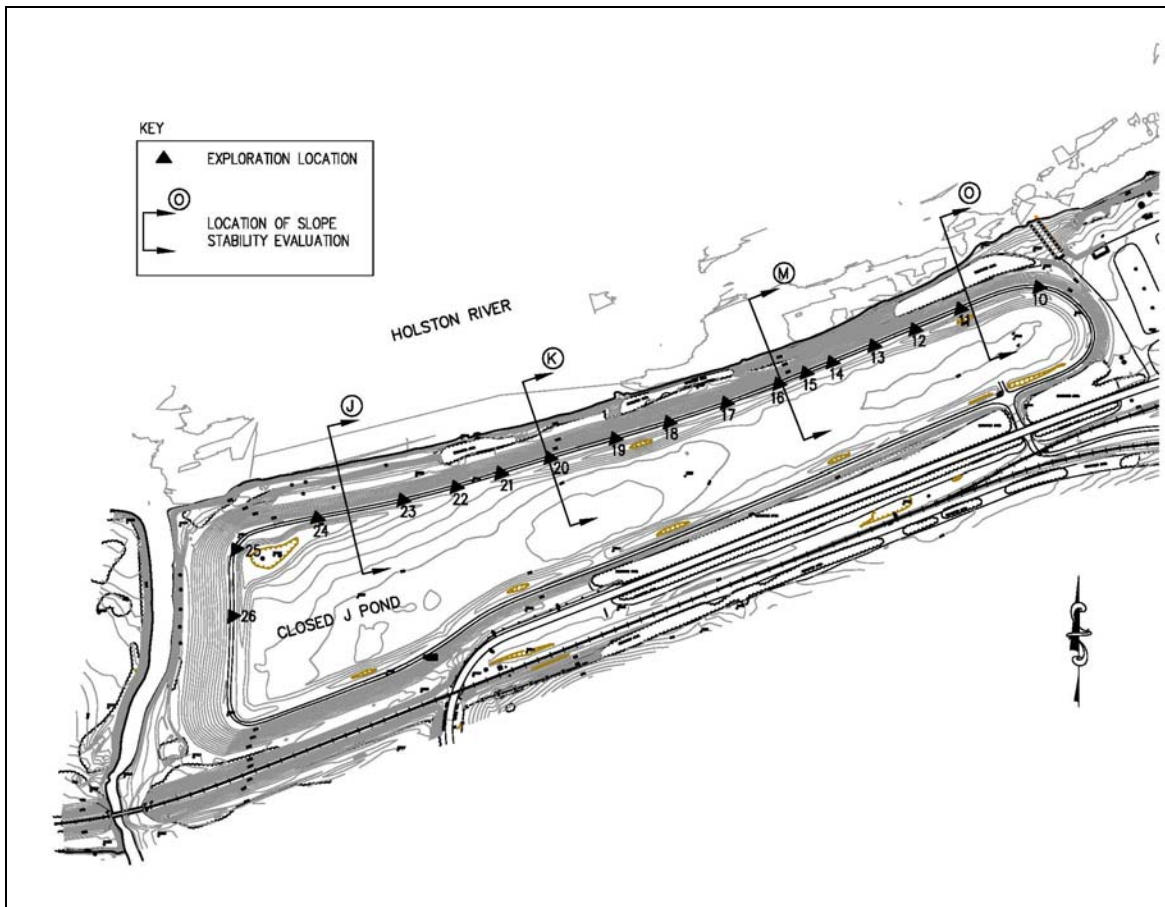 KEY
EXPLORATION LOCATION
O
LOCATION OF SLOPE
STABILITY EVALUATION
O
M
HOLSTON RIVER
K
J
10
11
12
13
14
15
16
17
18
19
20
21
22
23
24
25
26
CLOSED J POND